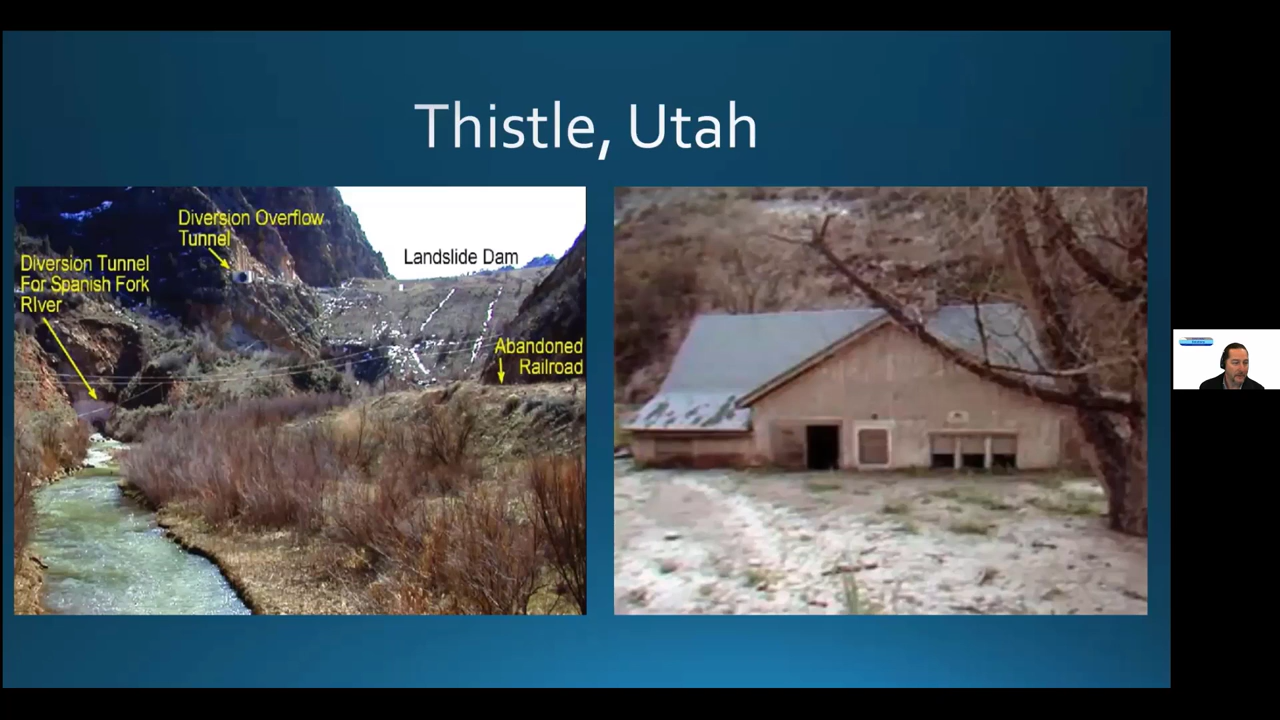 Thistle, Utah
Diversion Overflow
Tunnel
Landslide Dam
Diversion Tunnel
For Spanish Fork
RIver
Abandoned
Railroad